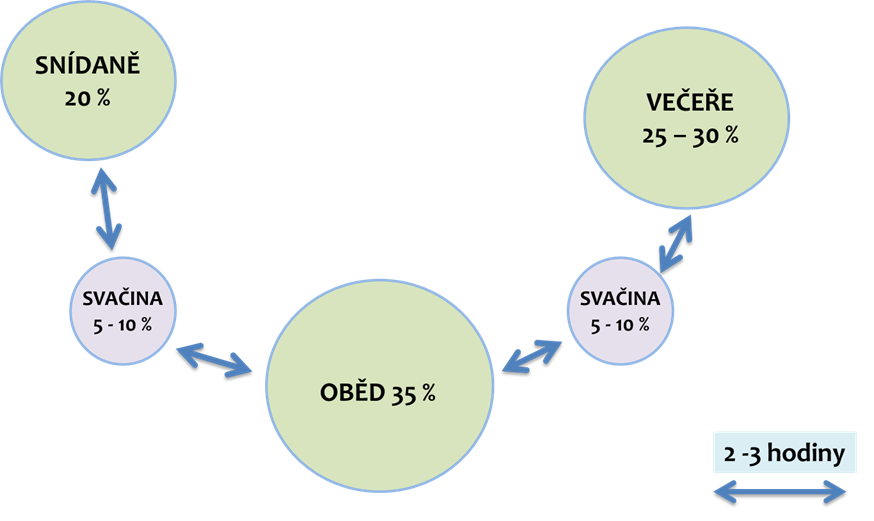 SNÍDANĚ
20 %
SVAČINA
5 - 10 %
OBĚD 35 %
SVAČINA
5 - 10 %
VEČEŘE
25 – 30 %
2 -3 hodiny